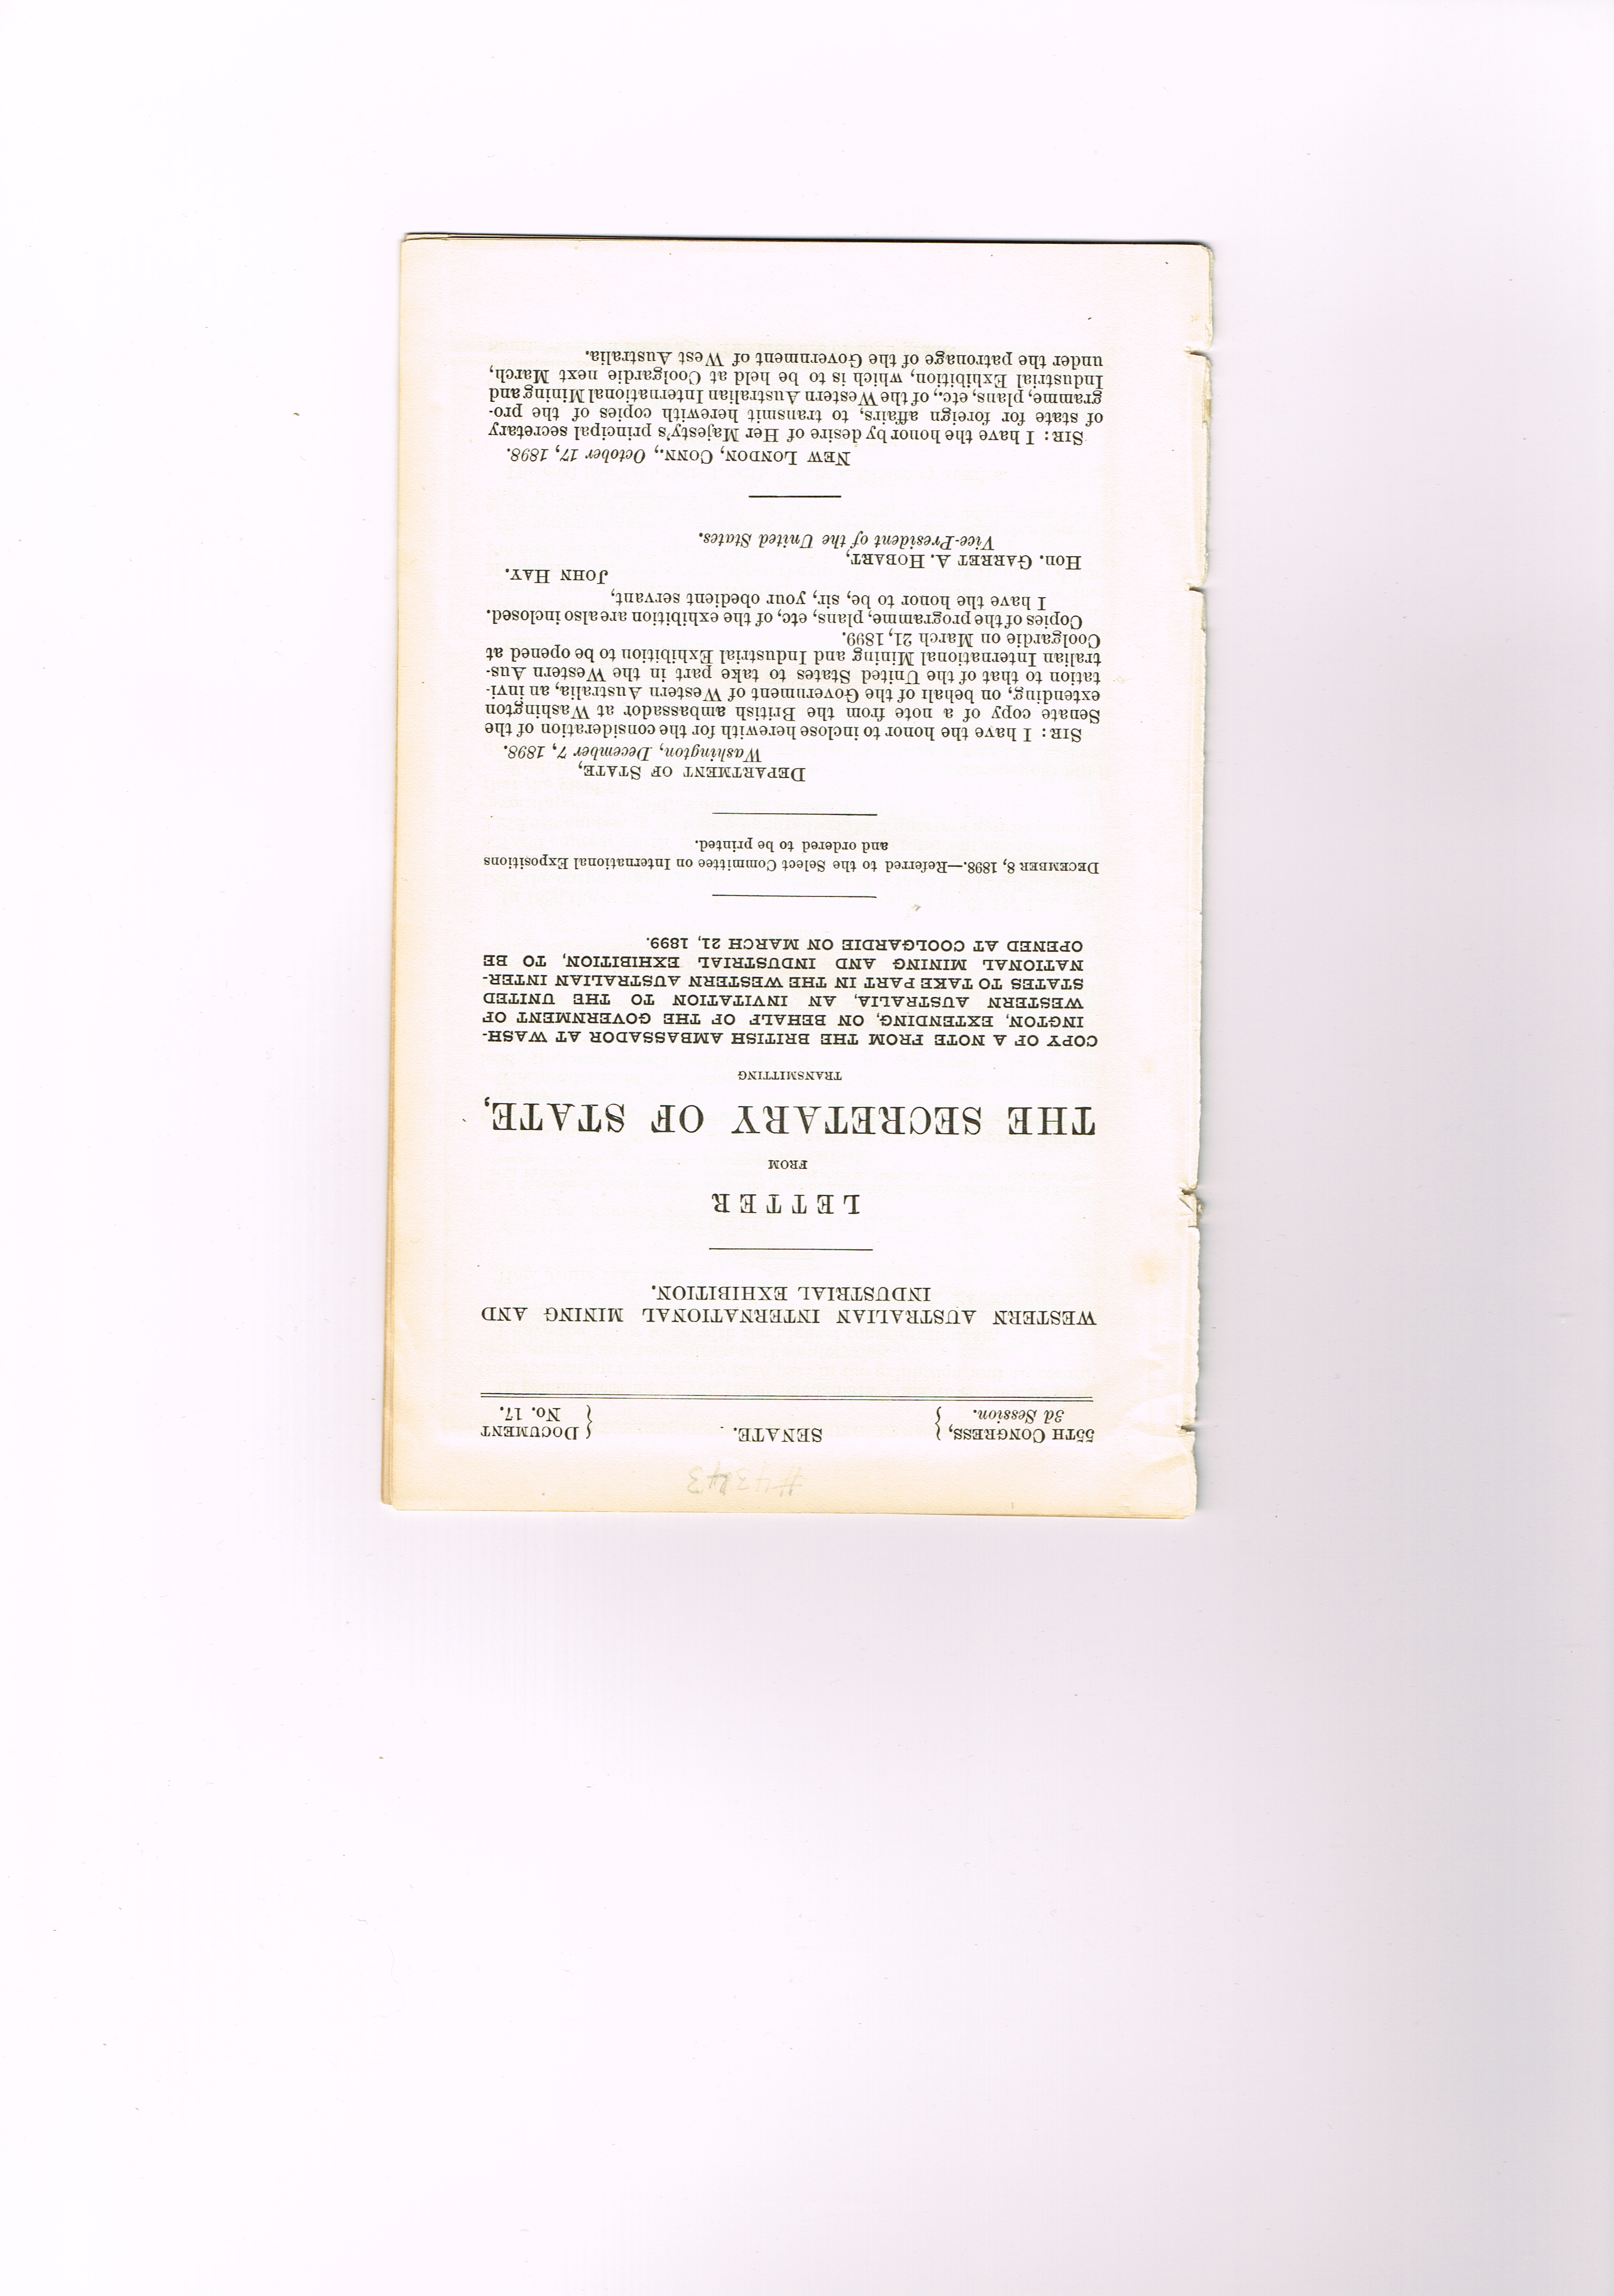 #4343
55TH CONGRESS, } SENATE. { DOCUMENT
3d Session. } { No. 17.
WESTERN AUSTRALIAN INTERNATIONAL MINING AND
INDUSTRIAL EXHIBITION.
LETTER
FROM
THE SECRETARY OF STATE,
TRANSMITTING
COPY OF A NOTE FROM THE BRITISH AMBASSADOR AT WASH-
INGTON, EXTENDING, ON BEHALF OF THE GOVERNMENT OF
WESTERN AUSTRALIA, AN INVITATION TO THE UNITED
STATES TO TAKE PART IN THE WESTERN AUSTRALIAN INTER-
NATIONAL MINING AND INDUSTRIAL EXHIBITION, TO BE
OPENED AT COOLGARDIE ON MARCH 21, 1899.
DECEMBER 8, 1898.—Referred to the Select Committee on International Expositions
and ordered to be printed.
DEPARTMENT OF STATE,
Washington, December 7, 1898.
SIR: I have the honor to inclose herewith for the consideration of the
Senate copy of a note from the British ambassador at Washington
extending, on behalf of the Government of Western Australia, an invi-
tation to that of the United States to take part in the Western Aus-
tralian International Mining and Industrial Exhibition to be opened at
Coolgardie on March 21, 1899.
Copies of the programme, plans, etc, of the exhibition are also inclosed.
I have the honor to be, sir, your obedient servant,
JOHN HAY.
Hon. GARRET A. HOBART,
Vice-President of the United States.
NEW LONDON, CONN., October 17, 1898.
SIR: I have the honor by desire of Her Majesty's principal secretary
of state for foreign affairs, to transmit herewith copies of the pro-
gramme, plans, etc., of the Western Australian International Mining and
Industrial Exhibition, which is to be held at Coolgardie next March,
under the patronage of the Government of West Australia.